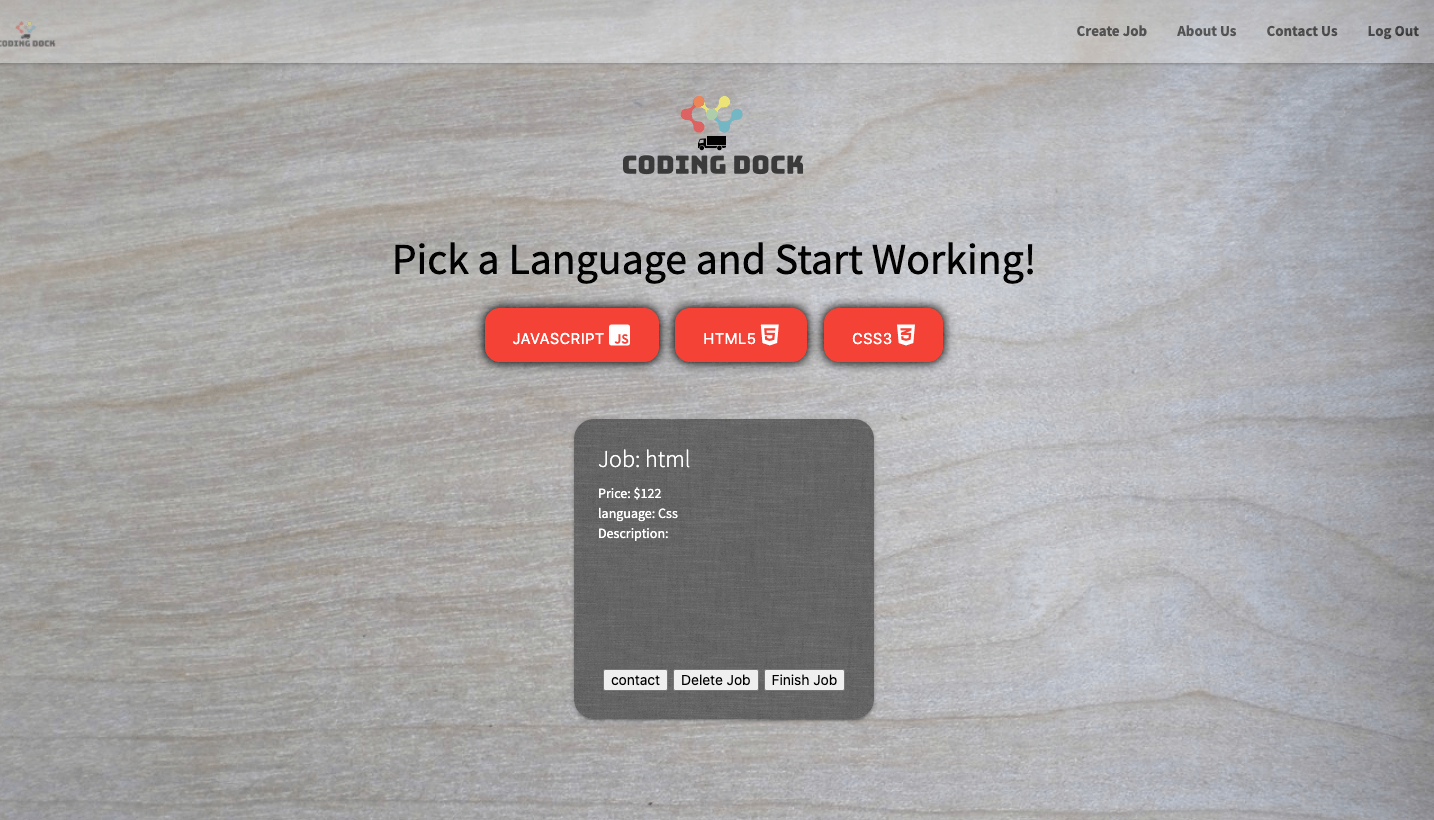 CODING DOCK
Create Job About Us Contact Us Log Out
CODING DOCK
Pick a Language and Start Working!
JAVASCRIPT JS HTML5 5 CSS3 3
Job: html
Price: $122
language: Css
Description:
contact Delete Job Finish Job